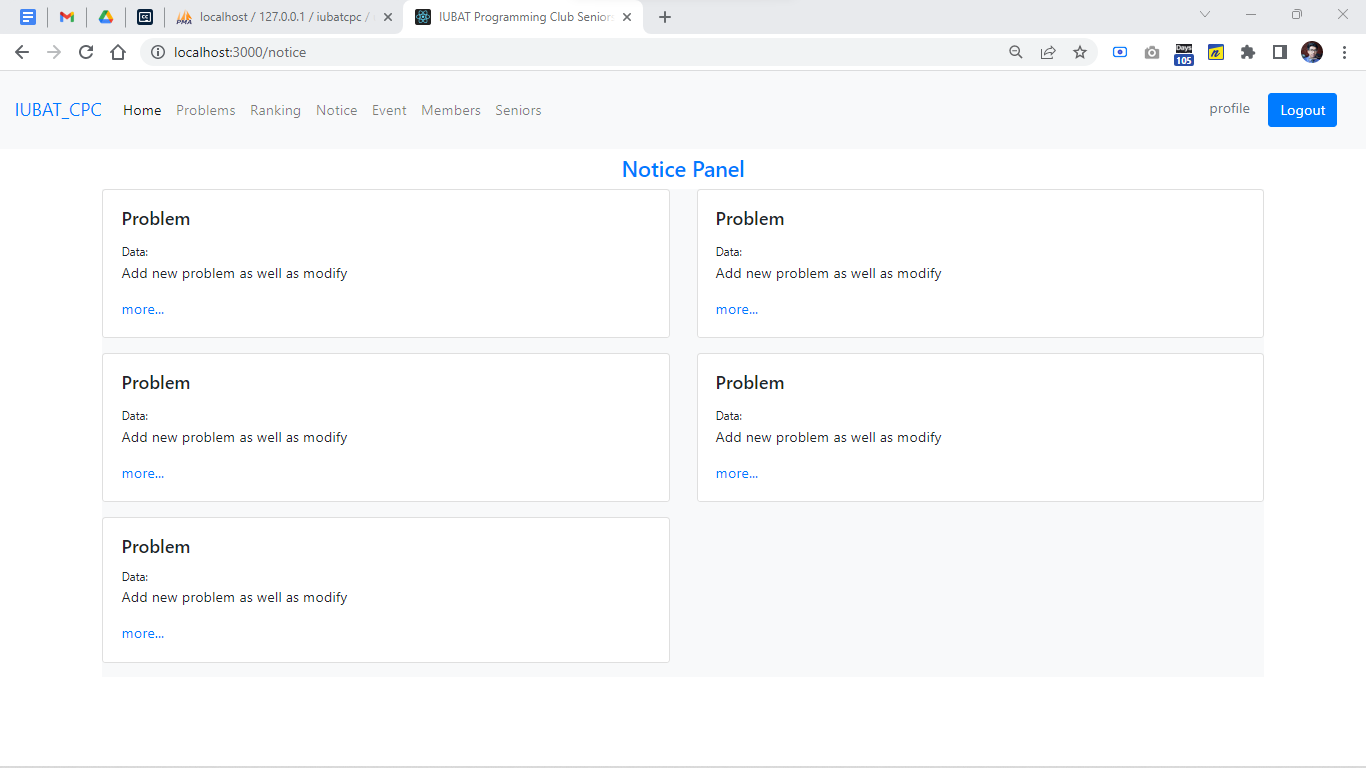 localhost / 127.0.0.1 / iubatcpc /
IUBAT Programming Club Seniors
localhost:3000/notice
Days
105
IUBAT_CPC Home Problems Ranking Notice Event Members Seniors profile Logout
Notice Panel
Problem
Data:
Add new problem as well as modify
more...
Problem
Data:
Add new problem as well as modify
more...
Problem
Data:
Add new problem as well as modify
more...
Problem
Data:
Add new problem as well as modify
more...
Problem
Data:
Add new problem as well as modify
more...